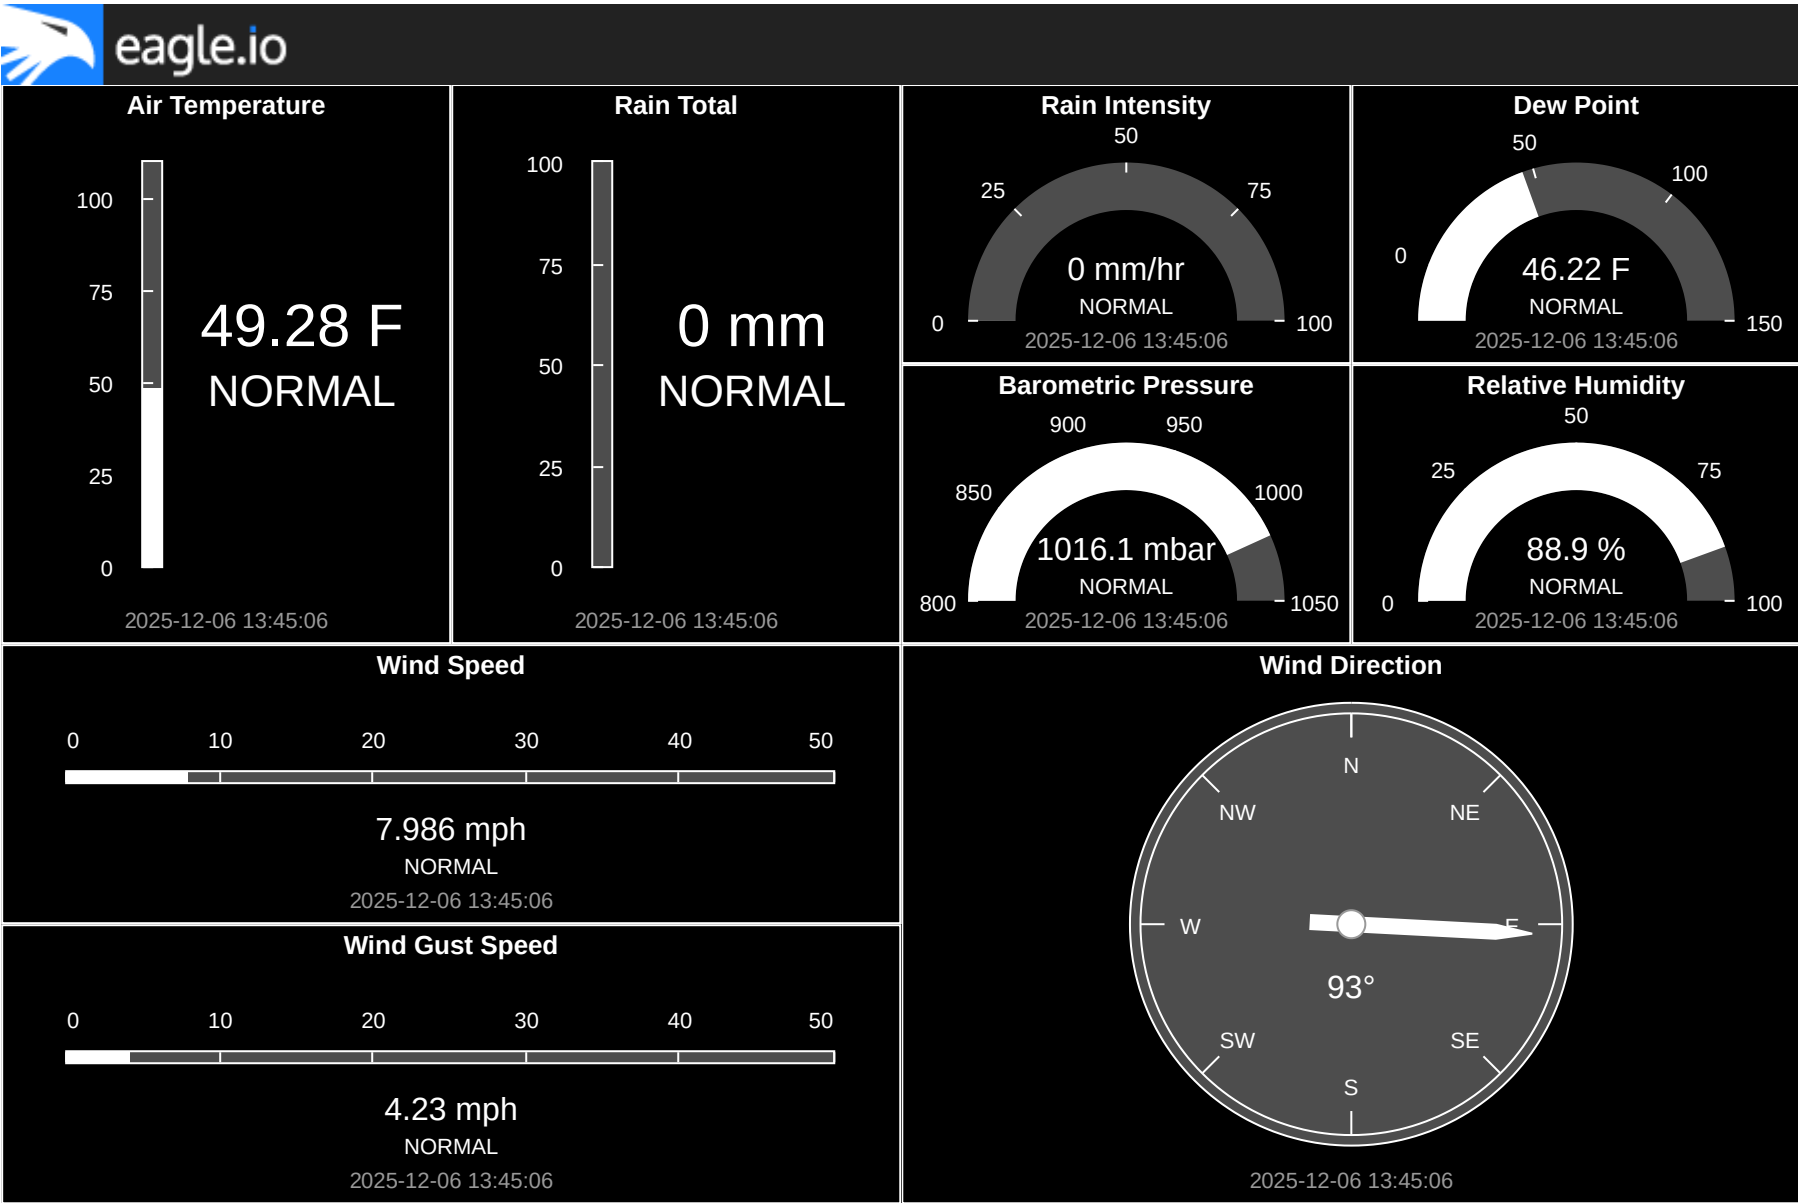 eagle.io
Air Temperature
100
75
50
25
0
49.28 F
NORMAL
2025-12-06 13:45:06
Rain Total
100
75
50
25
0
0 mm
NORMAL
2025-12-06 13:45:06
Rain Intensity
50
25
75
0
100
0 mm/hr
NORMAL
2025-12-06 13:45:06
Dew Point
50
100
0
150
46.22 F
NORMAL
2025-12-06 13:45:06
Barometric Pressure
900
950
850
1000
800
1050
1016.1 mbar
NORMAL
2025-12-06 13:45:06
Relative Humidity
50
25
75
0
100
88.9 %
NORMAL
2025-12-06 13:45:06
Wind Speed
0 10 20 30 40 50
7.986 mph
NORMAL
2025-12-06 13:45:06
Wind Gust Speed
0 10 20 30 40 50
4.23 mph
NORMAL
2025-12-06 13:45:06
Wind Direction
N
NW
NE
W
E
93°
SW
SE
S
2025-12-06 13:45:06